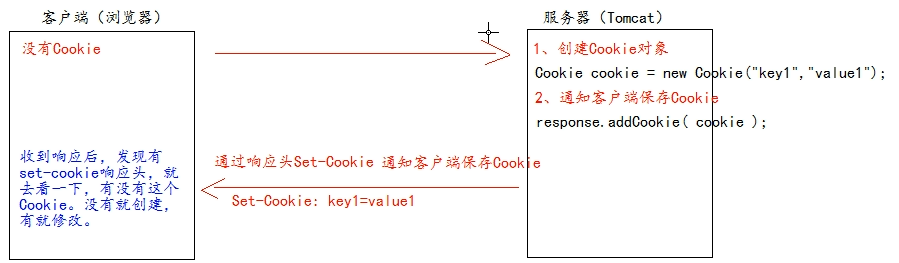 客户端（浏览器）
服务器（Tomcat）
没有Cookie
1、创建Cookie对象
Cookie cookie = new Cookie("key1","value1");
2、通知客户端保存Cookie
response.addCookie( cookie );
收到响应后，发现有
set-cookie响应头，就
去看一下，有没有这个
Cookie。没有就创建，
有就修改。
通过响应头Set-Cookie 通知客户端保存Cookie
Set-Cookie: key1=value1